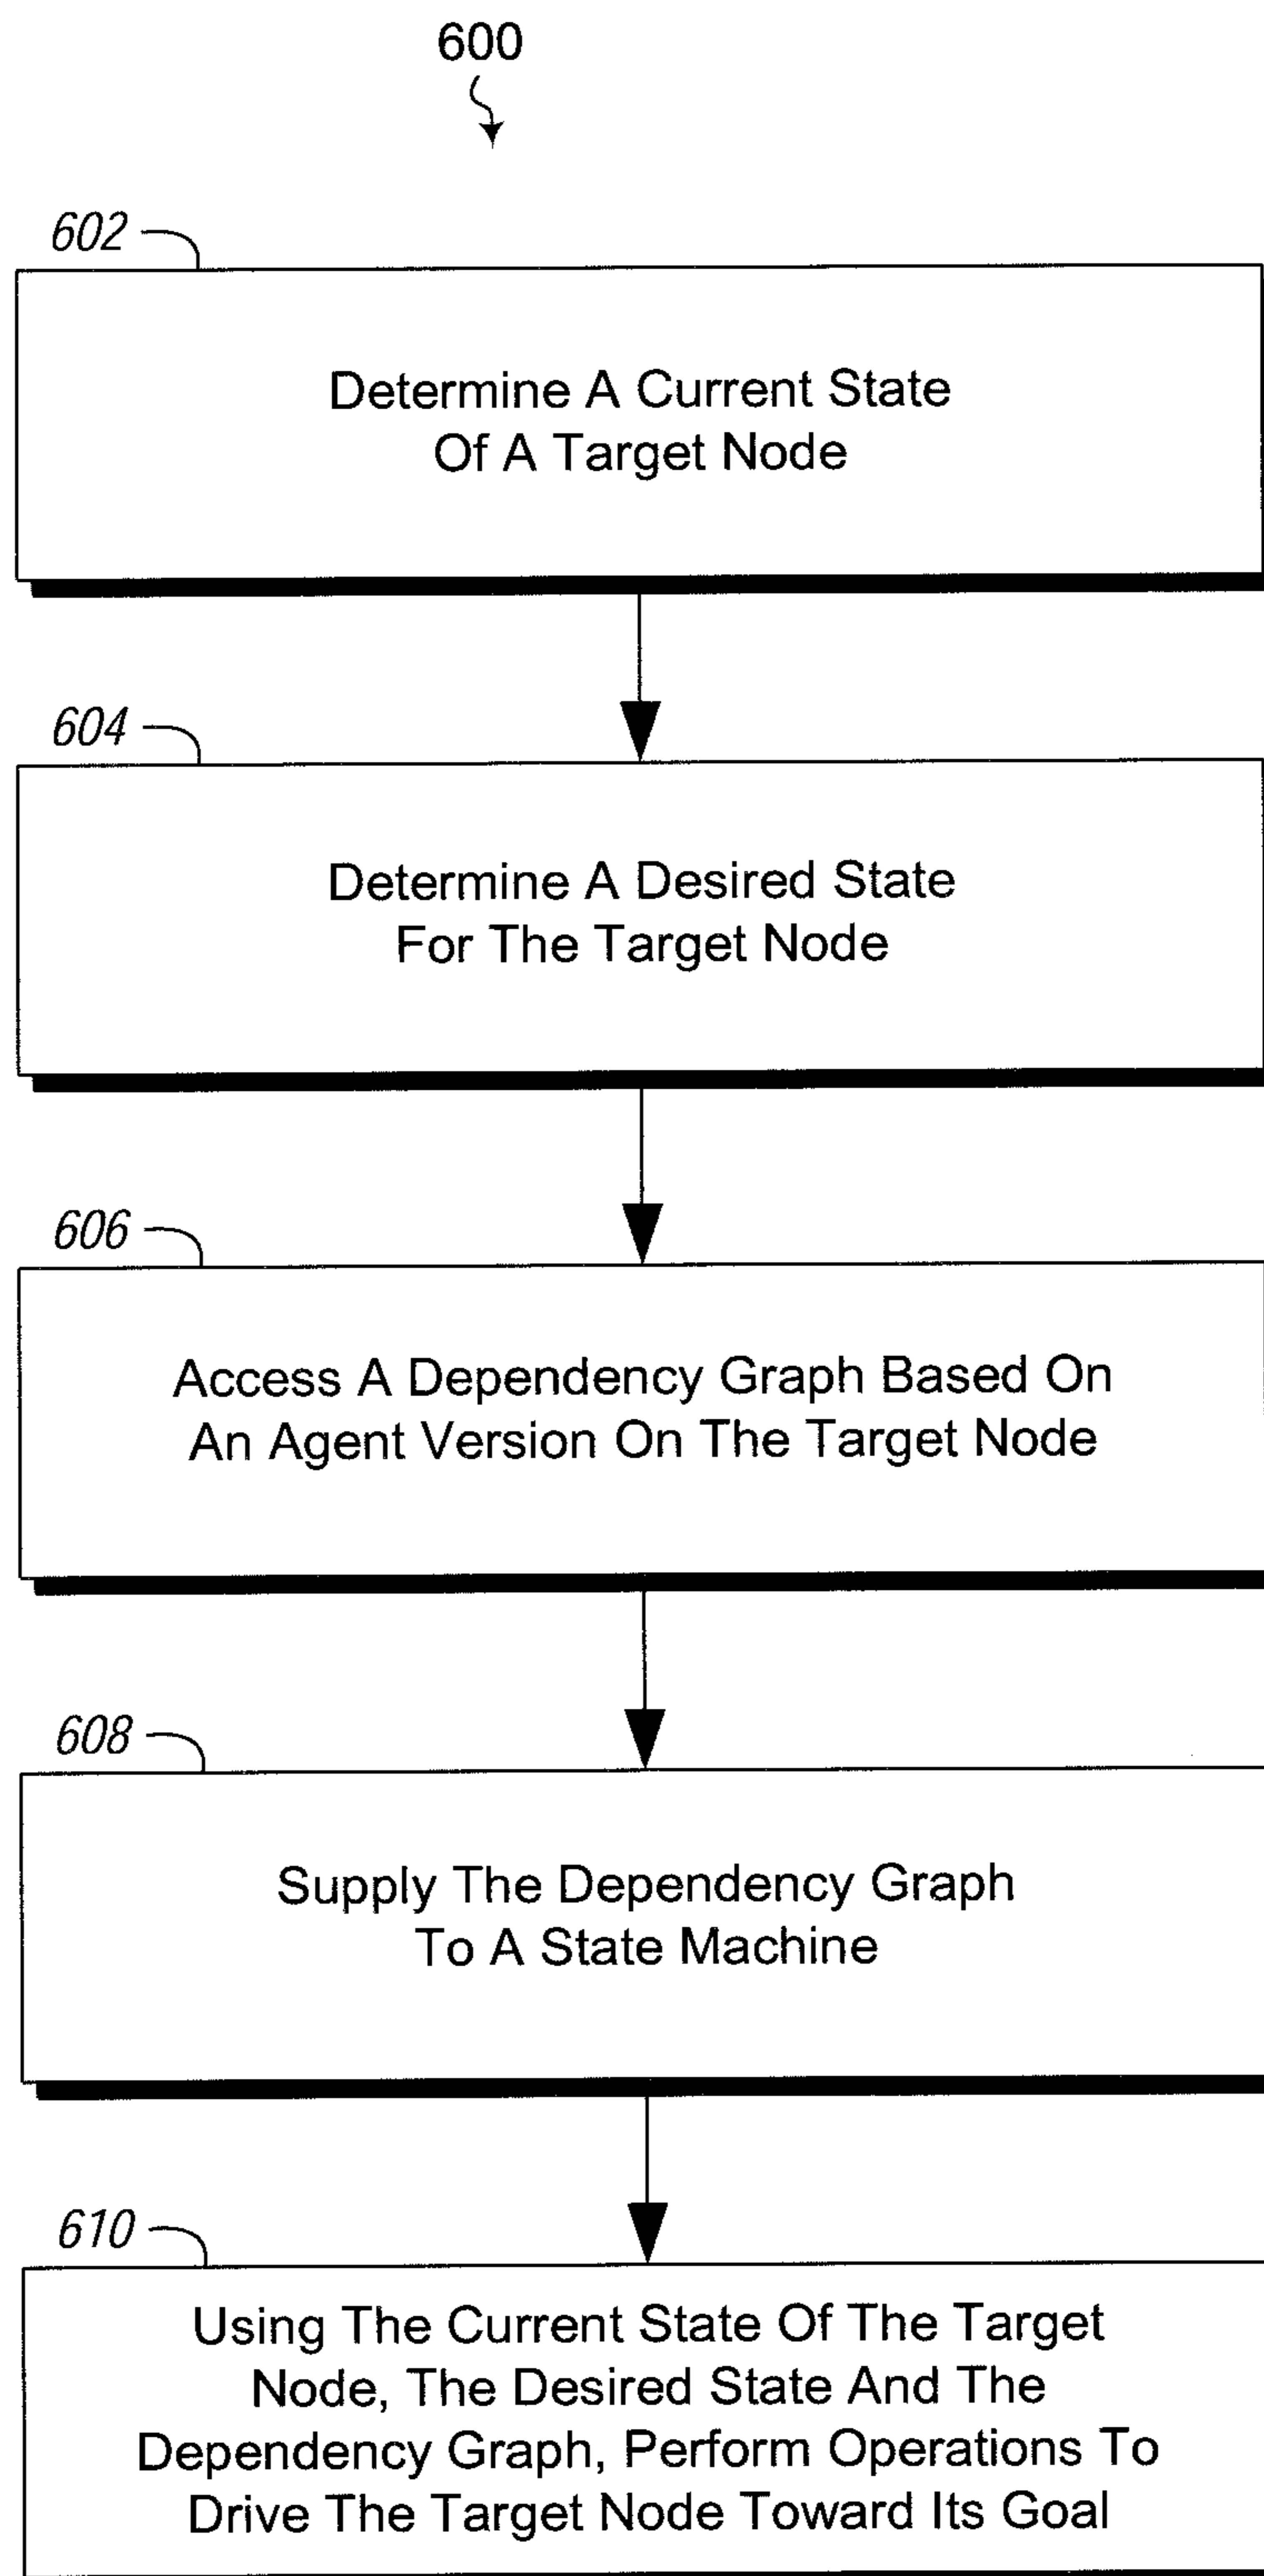 600
602
Determine A Current State
Of A Target Node
604
Determine A Desired State
For The Target Node
606
Access A Dependency Graph Based On
An Agent Version On The Target Node
608
Supply The Dependency Graph
To A State Machine
610
Using The Current State Of The Target
Node, The Desired State And The
Dependency Graph, Perform Operations To
Drive The Target Node Toward Its Goal